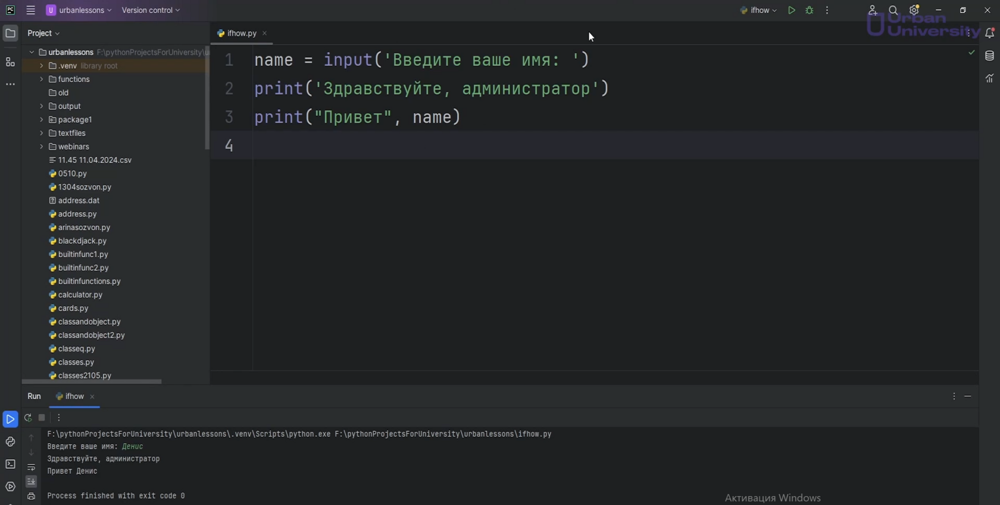 PC
U urbanlessons
Version control
ifhow
Urban
University
Project
ifhow.py
urbanlessons F:\pythonProjectsForUniversity\u
.venv library root
functions
old
output
package1
textfiles
webinars
11.45 11.04.2024.csv
0510.py
1304sozvon.py
address.dat
address.py
arinasozvon.py
blackdjack.py
builtinfunc1.py
builtinfunc2.py
builtinfunctions.py
calculator.py
cards.py
classandobject.py
classandobject2.py
classeq.py
classes.py
classes2105.py
1 name = input('Введите ваше имя: ')
2 print('Здравствуйте, администратор')
3 print("Привет", name)
4
Run
ifhow
F:\pythonProjectsForUniversity\urbanlessons\.venv\Scripts\python.exe F:\pythonProjectsForUniversity\urbanlessons\ifhow.py
Введите ваше имя: Денис
Здравствуйте, администратор
Привет Денис
Process finished with exit code 0
Активация Windows